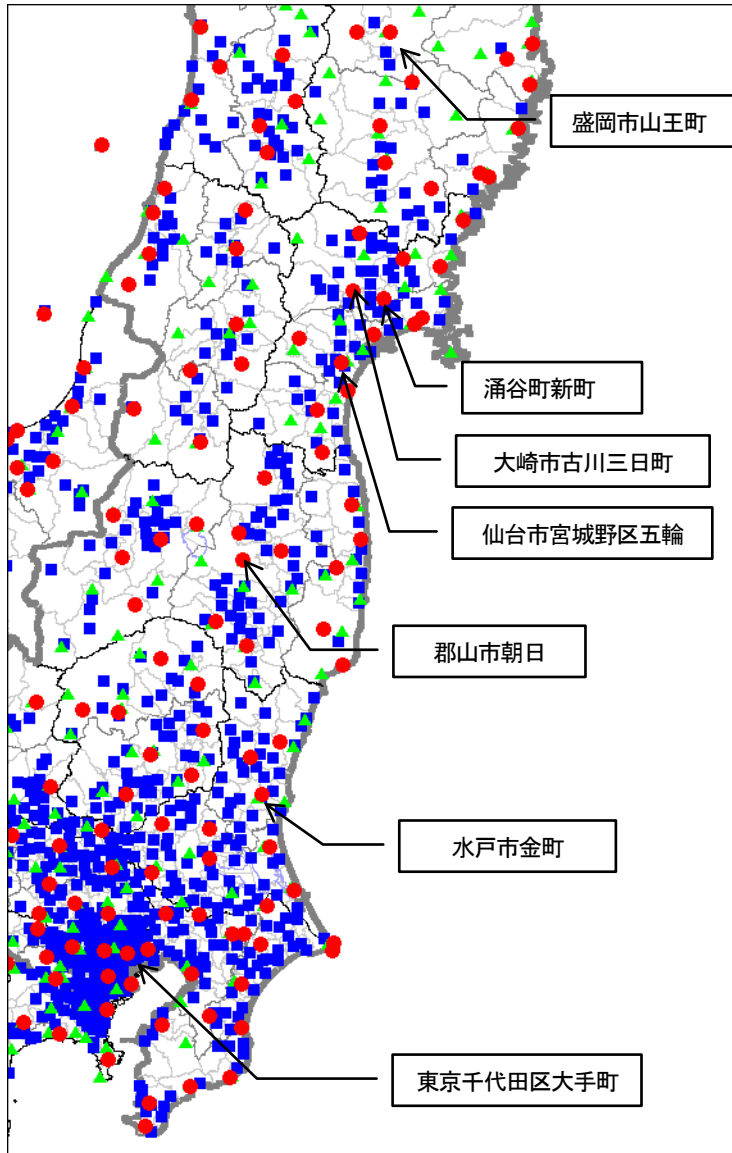 盛岡市山王町
涌谷町新町
大崎市古川三日町
仙台市宮城野区五輪
郡山市朝日
水戸市金町
東京千代田区大手町